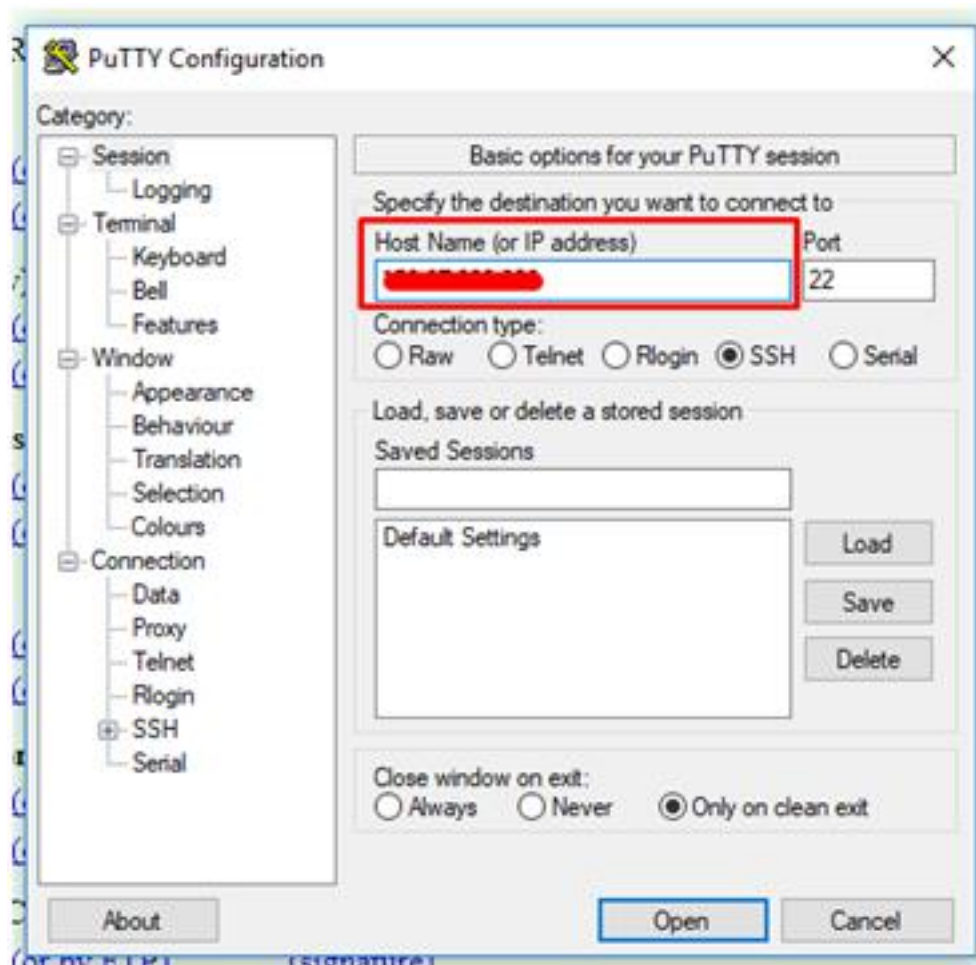 PuTTY Configuration
Category:
Session
Logging
Terminal
Keyboard
Bell
Features
Window
Appearance
Behaviour
Translation
Selection
Colours
Connection
Data
Proxy
Telnet
Rlogin
SSH
Serial
Basic options for your PuTTY session
Specify the destination you want to connect to
Host Name (or IP address)
Port
22
Connection type:
Raw Telnet Rlogin SSH Serial
Load, save or delete a stored session
Saved Sessions
Default Settings
Load
Save
Delete
Close window on exit:
Always Never Only on clean exit
About
Open Cancel
(or by FTP) (signature)